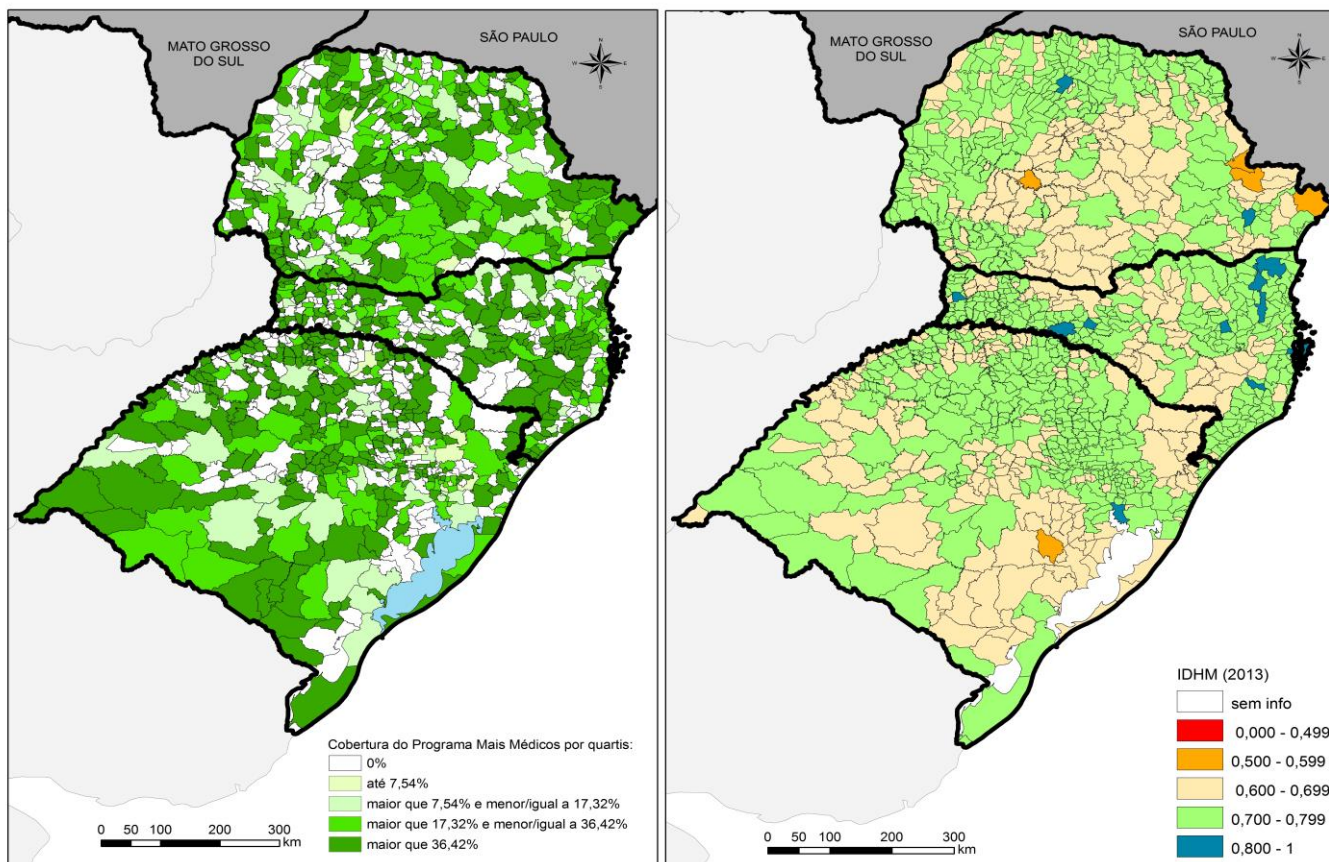 MATO GROSSO
DO SUL
SÃO PAULO
N
W
E
S
Cobertura do Programa Mais Médicos por quartis:
0%
até 7,54%
maior que 7,54% e menor/igual a 17,32%
maior que 17,32% e menor/igual a 36,42%
maior que 36,42%
0 50 100 200 300
km
MATO GROSSO
DO SUL
SÃO PAULO
N
W
E
S
IDHM (2013)
sem info
0,000 - 0,499
0,500 - 0,599
0,600 - 0,699
0,700 - 0,799
0,800 - 1
0 50 100 200 300
km